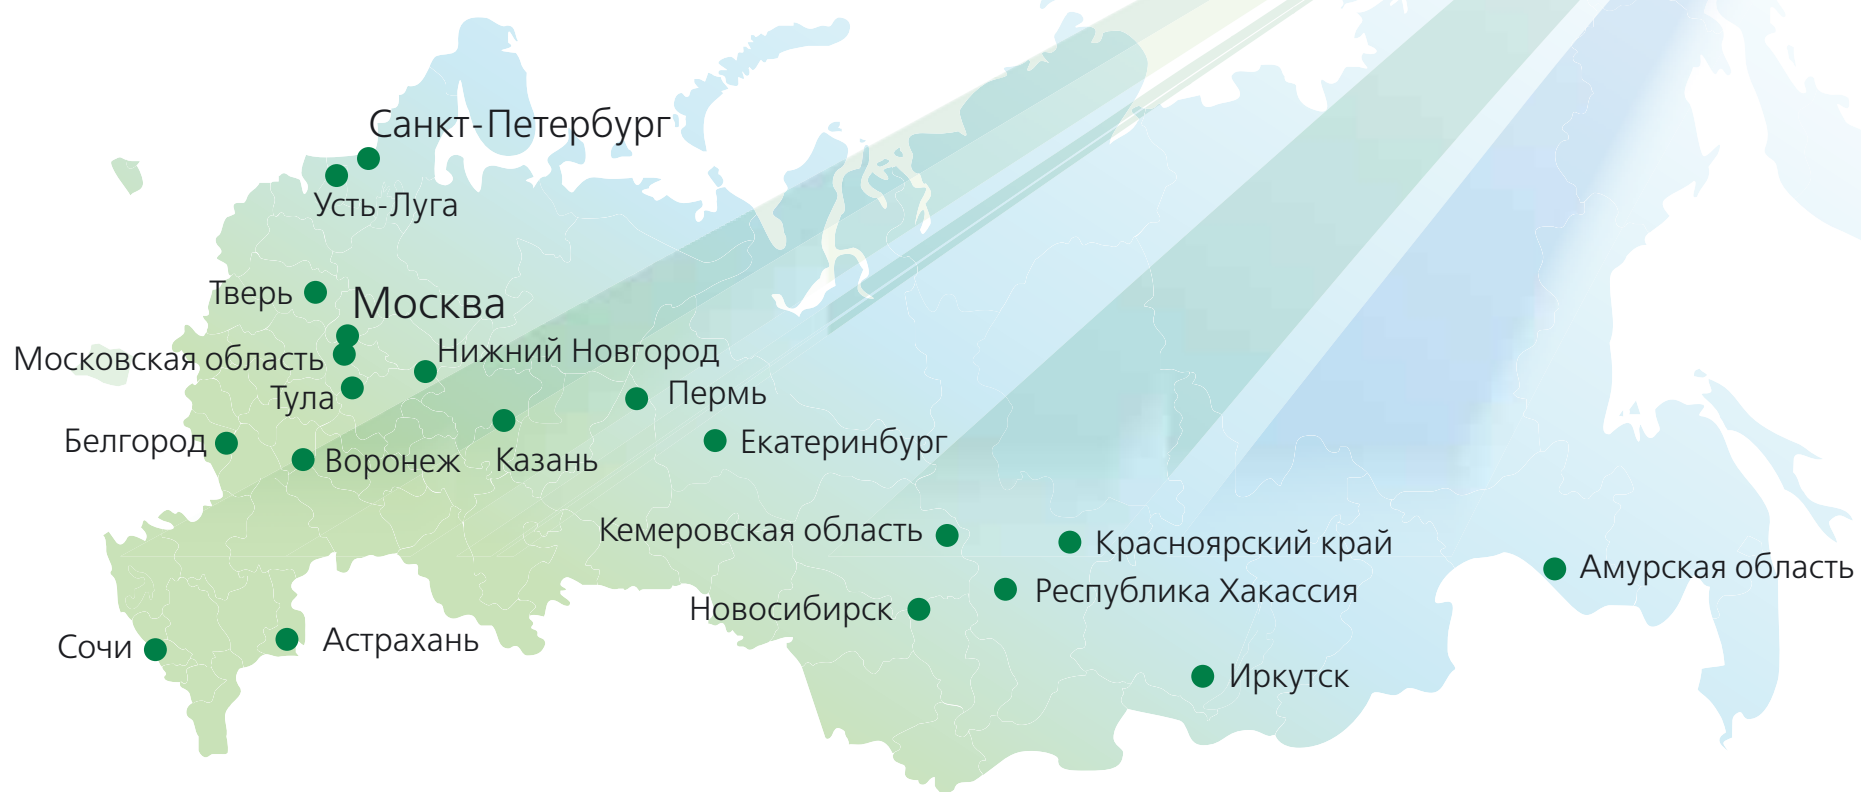 Санкт-Петербург
Усть-Луга
Тверь
Москва
Московская область
Нижний Новгород
Тула
Пермь
Белгород
Воронеж
Казань
Екатеринбург
Кемеровская область
Красноярский край
Амурская область
Республика Хакассия
Новосибирск
Сочи
Астрахань
Иркутск